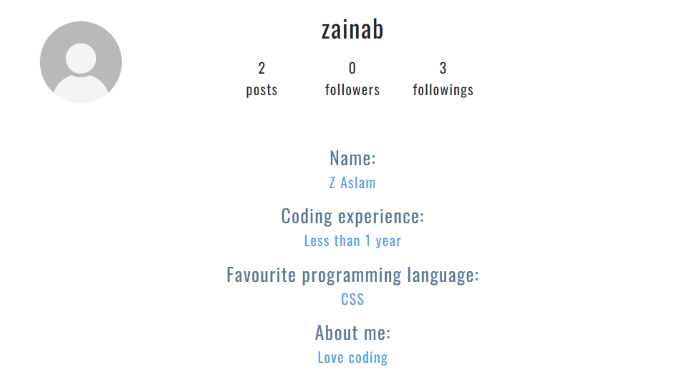 zainab
2 0 3
posts followers followings
Name:
Z Aslam
Coding experience:
Less than 1 year
Favourite programming language:
CSS
About me:
Love coding